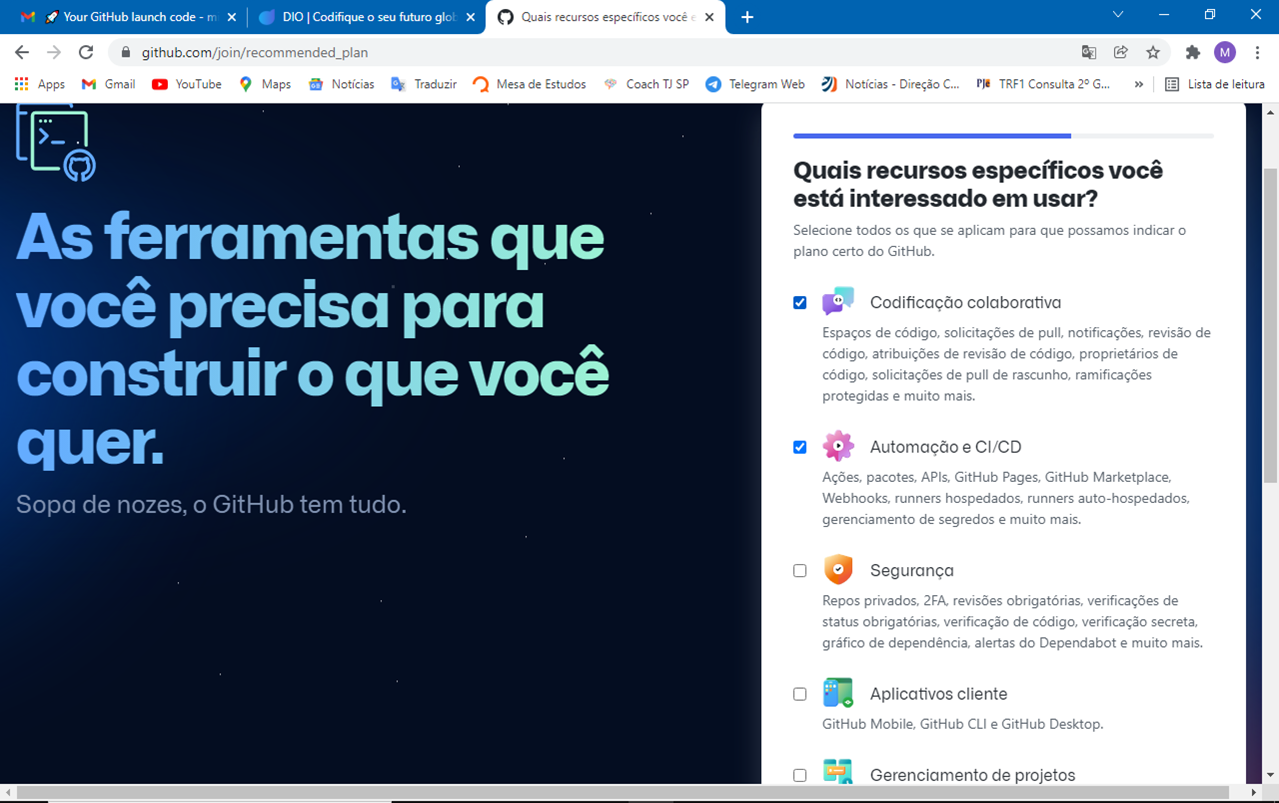 Your GitHub launch code - m
DIO | Codifique o seu futuro glob
Quais recursos específicos você e
github.com/join/recommended_plan
M
Apps
Gmail
YouTube
Maps
Notícias
Traduzir
Mesa de Estudos
Coach TJ SP
Telegram Web
Notícias - Direção C...
PJe
TRF1 Consulta 2º G...
»
Lista de leitura
As ferramentas que
você precisa para
construir o que você
quer.
Sopa de nozes, o GitHub tem tudo.
Quais recursos específicos você
está interessado em usar?
Selecione todos os que se aplicam para que possamos indicar o
plano certo do GitHub.
Codificação colaborativa
Espaços de código, solicitações de pull, notificações, revisão de
código, atribuições de revisão de código, proprietários de
código, solicitações de pull de rascunho, ramificações
protegidas e muito mais.
Automação e CI/CD
Ações, pacotes, APIs, GitHub Pages, GitHub Marketplace,
Webhooks, runners hospedados, runners auto-hospedados,
gerenciamento de segredos e muito mais.
Segurança
Repos privados, 2FA, revisões obrigatórias, verificações de
status obrigatórias, verificação de código, verificação secreta,
gráfico de dependência, alertas do Dependabot e muito mais.
Aplicativos cliente
GitHub Mobile, GitHub CLI e GitHub Desktop.
Gerenciamento de projetos